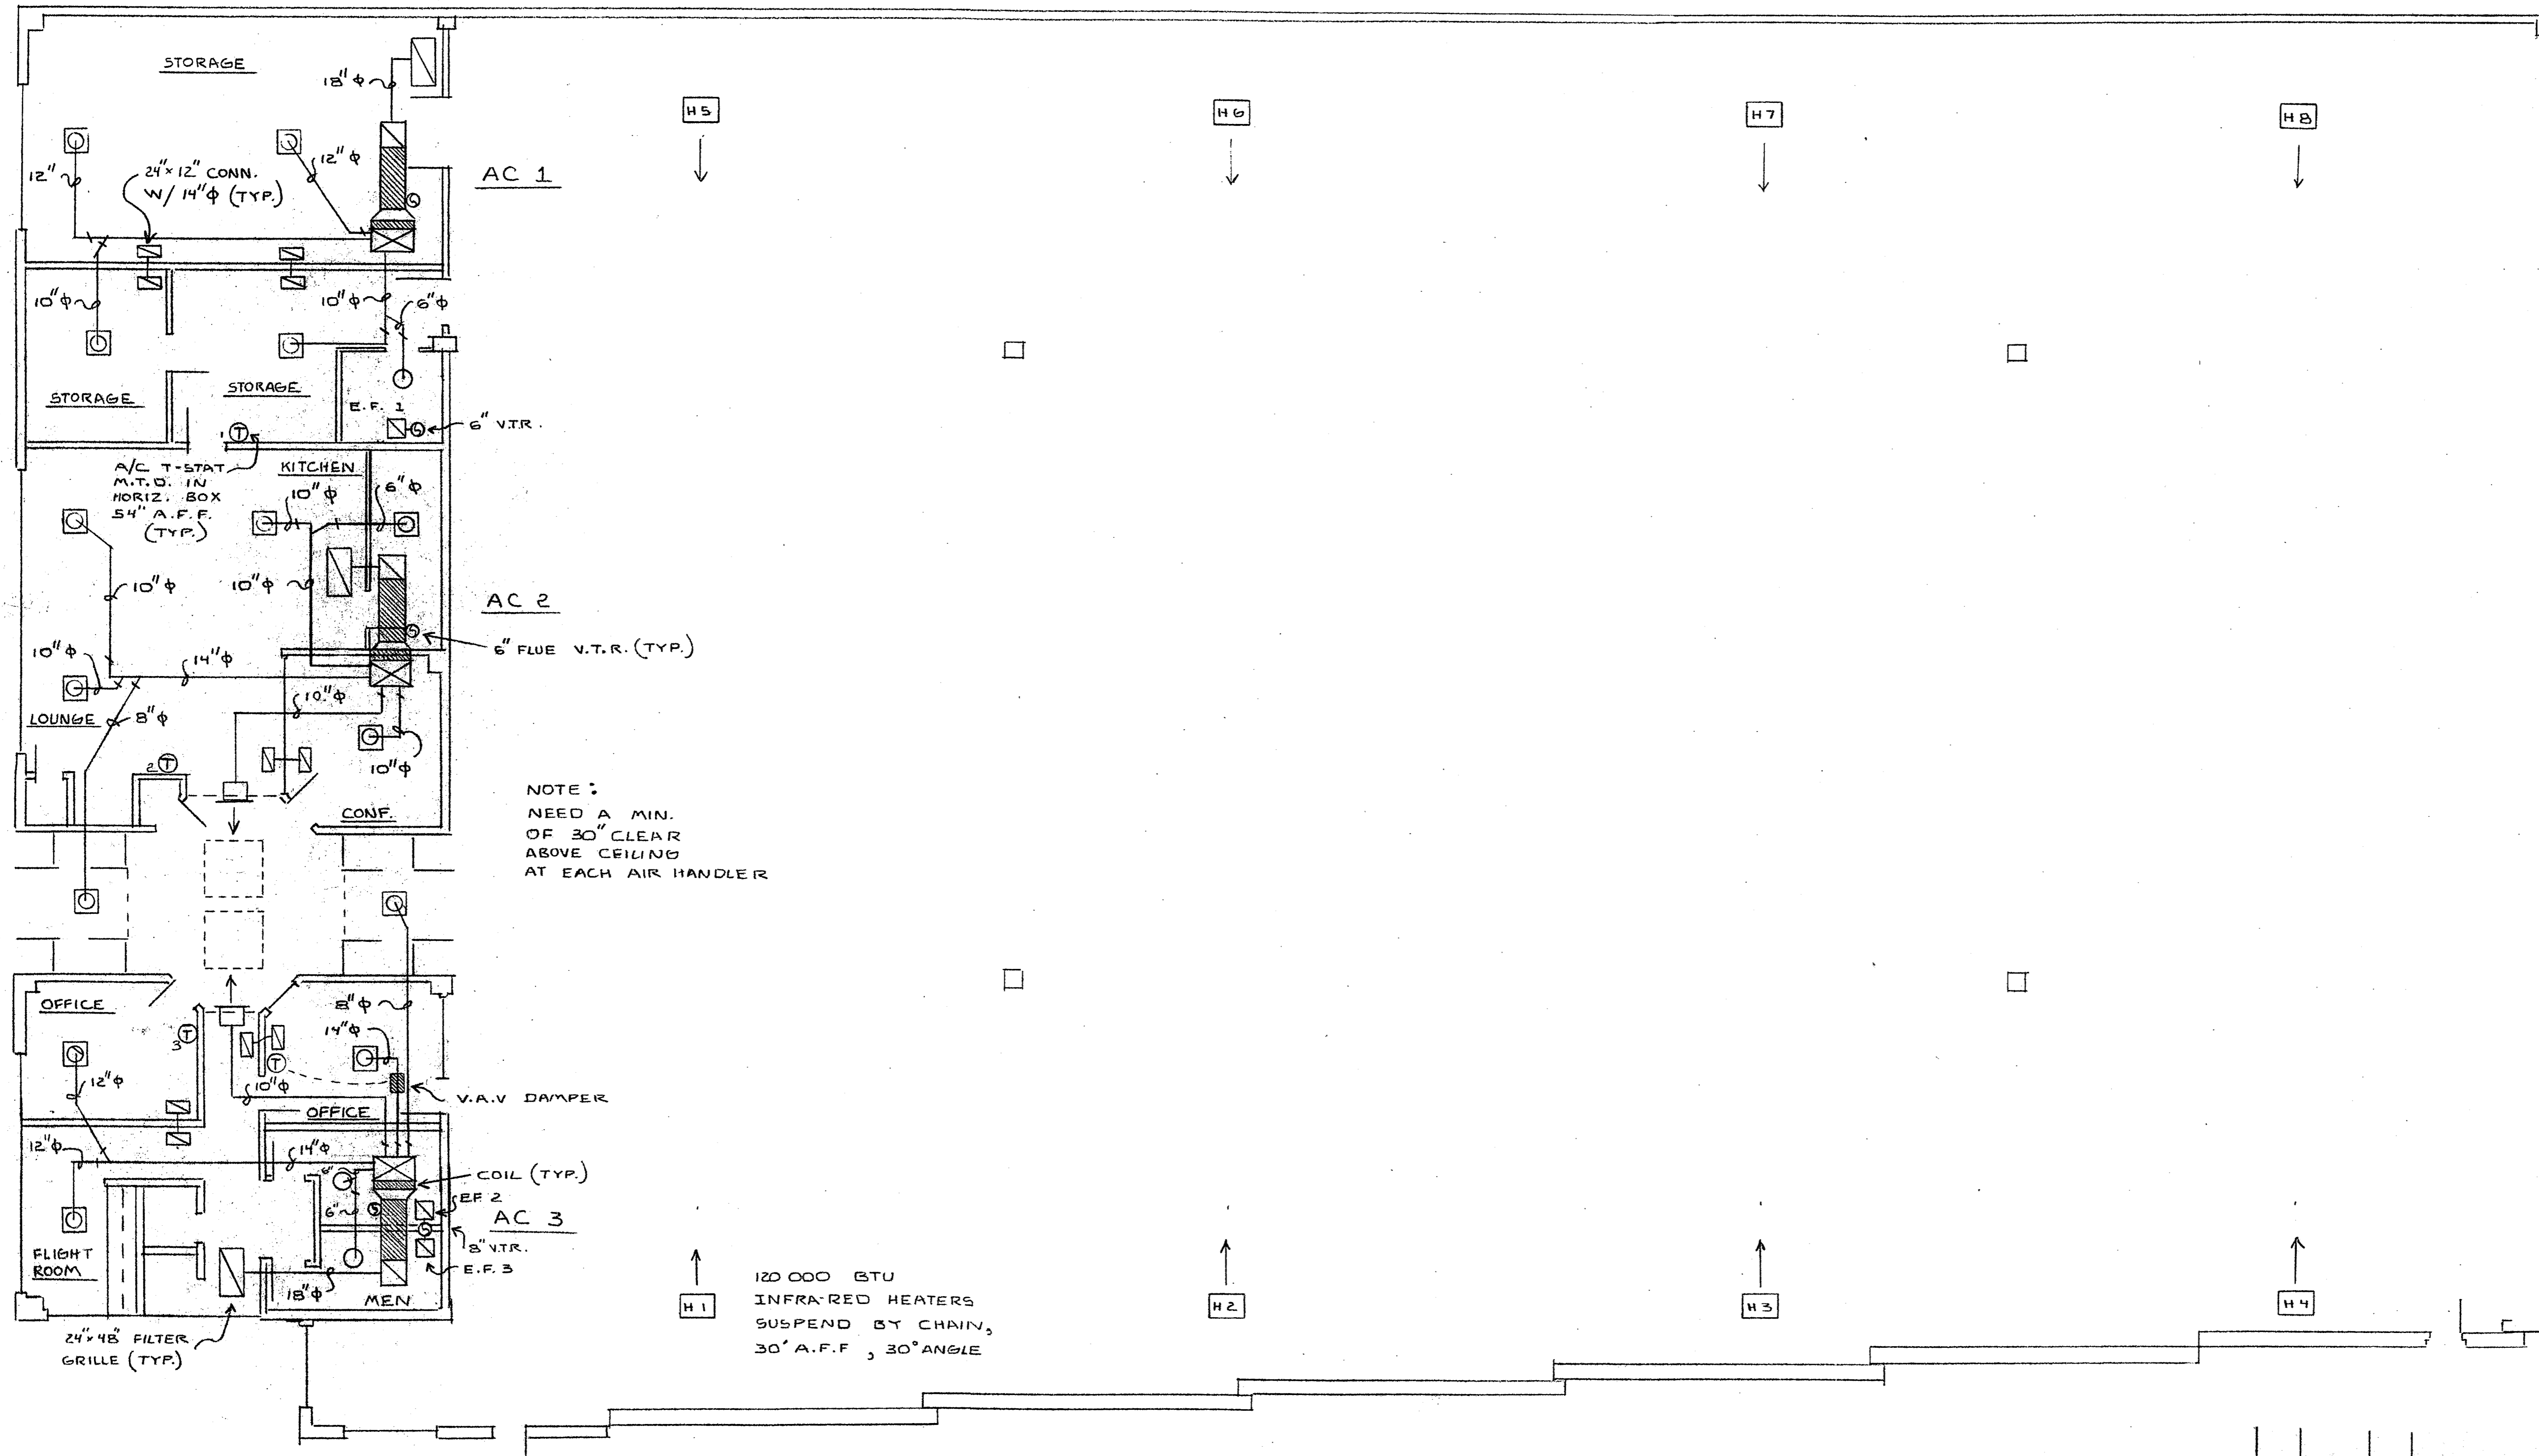 STORAGE
18"ϕ
H5
H6
H7
H8
12"
24"x12" CONN.
W/ 14"ϕ (TYP.)
12"ϕ
AC 1
10"ϕ
10"ϕ
6"ϕ
STORAGE
STORAGE
E.F. 1
6" V.T.R.
1 T
A/C T-STAT
M.T.D. IN
HORIZ. BOX
54" A.F.F.
(TYP.)
KITCHEN
10"ϕ
6"ϕ
10"ϕ
10"ϕ
AC 2
6" FLUE V.T.R. (TYP.)
10"ϕ
14"ϕ
10"ϕ
LOUNGE
8"ϕ
10"ϕ
2 T
CONF.
NOTE:
NEED A MIN.
OF 30" CLEAR
ABOVE CEILING
AT EACH AIR HANDLER
OFFICE
8"ϕ
14"ϕ
3 T
T
12"ϕ
10"ϕ
V.A.V DAMPER
OFFICE
12"ϕ
14"ϕ
6"
COIL (TYP.)
E.F. 2
6"
AC 3
8" V.T.R.
E.F. 3
FLIGHT
ROOM
18"ϕ
MEN
24"x48" FILTER
GRILLE (TYP.)
H1
120 000 BTU
INFRA-RED HEATERS
SUSPEND BY CHAIN,
30' A.F.F , 30° ANGLE
H2
H3
H4